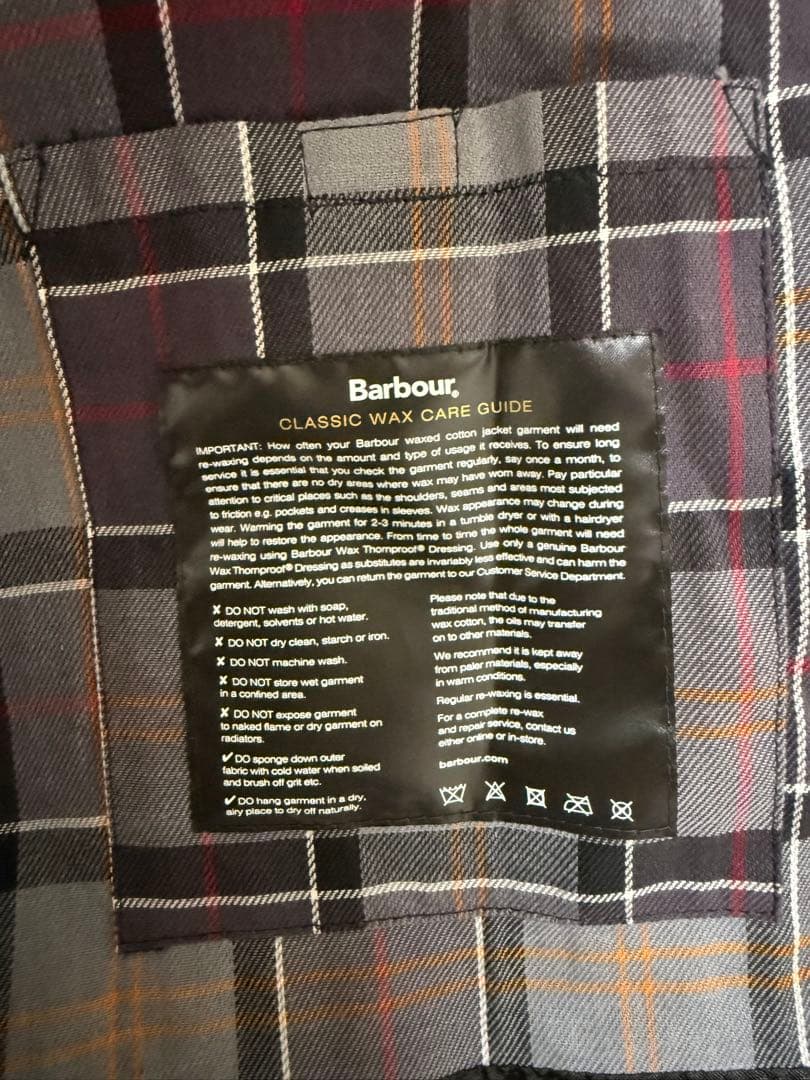 Barbour®
CLASSIC WAX CARE GUIDE
IMPORTANT: How often your Barbour waxed cotton jacket garment will need
re-waxing depends on the amount and type of usage it receives. To ensure long
service it is essential that you check the garment regularly, say once a month, to
ensure that there are no dry areas where wax may have worn away. Pay particular
attention to critical places such as the shoulders, seams and areas most subjected
to friction e.g. pockets and creases in sleeves. Wax appearance may change during
wear. Warming the garment for 2-3 minutes in a tumble dryer or with a hairdryer
will help to restore the appearance. From time to time the whole garment will need
re-waxing using Barbour Wax Thornproof® Dressing. Use only a genuine Barbour
Wax Thornproof® Dressing as substitutes are invariably less effective and can harm the
garment. Alternatively, you can return the garment to our Customer Service Department.
✘ DO NOT wash with soap,
detergent, solvents or hot water.
✘ DO NOT dry clean, starch or iron.
✘ DO NOT machine wash.
✘ DO NOT store wet garment
in a confined area.
✘ DO NOT expose garment
to naked flame or dry garment on
radiators.
✔ DO sponge down outer
fabric with cold water when soiled
and brush off grit etc.
✔ DO hang garment in a dry,
airy place to dry off naturally.
Please note that due to the
traditional method of manufacturing
wax cotton, the oils may transfer
on to other materials.
We recommend it is kept away
from paler materials, especially
in warm conditions.
Regular re-waxing is essential.
For a complete re-wax
and repair service, contact us
either online or in-store.
barbour.com